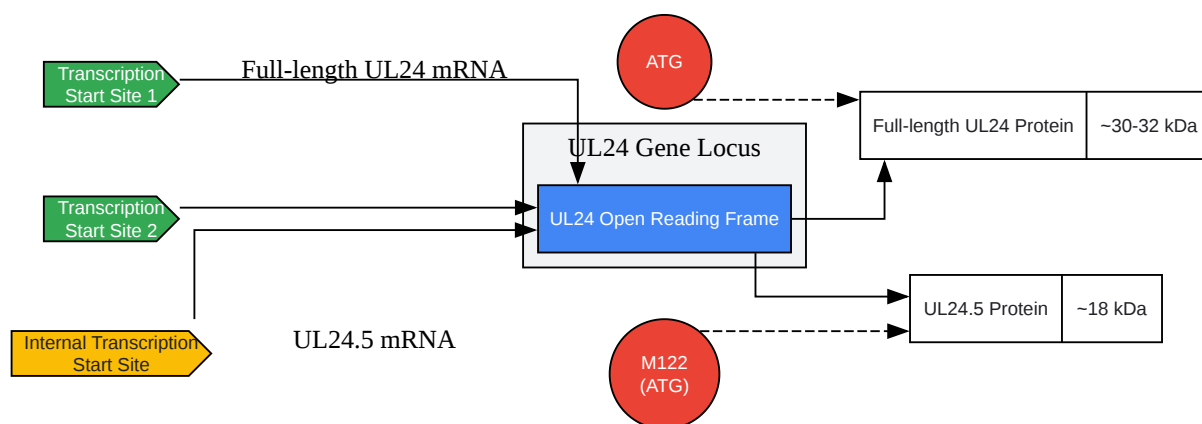 Transcription
Start Site 1
Full-length UL24 mRNA
ATG
Full-length UL24 Protein
~30-32 kDa
UL24 Gene Locus
UL24 Open Reading Frame
Transcription
Start Site 2
Internal Transcription
Start Site
UL24.5 mRNA
M122
(ATG)
UL24.5 Protein
~18 kDa